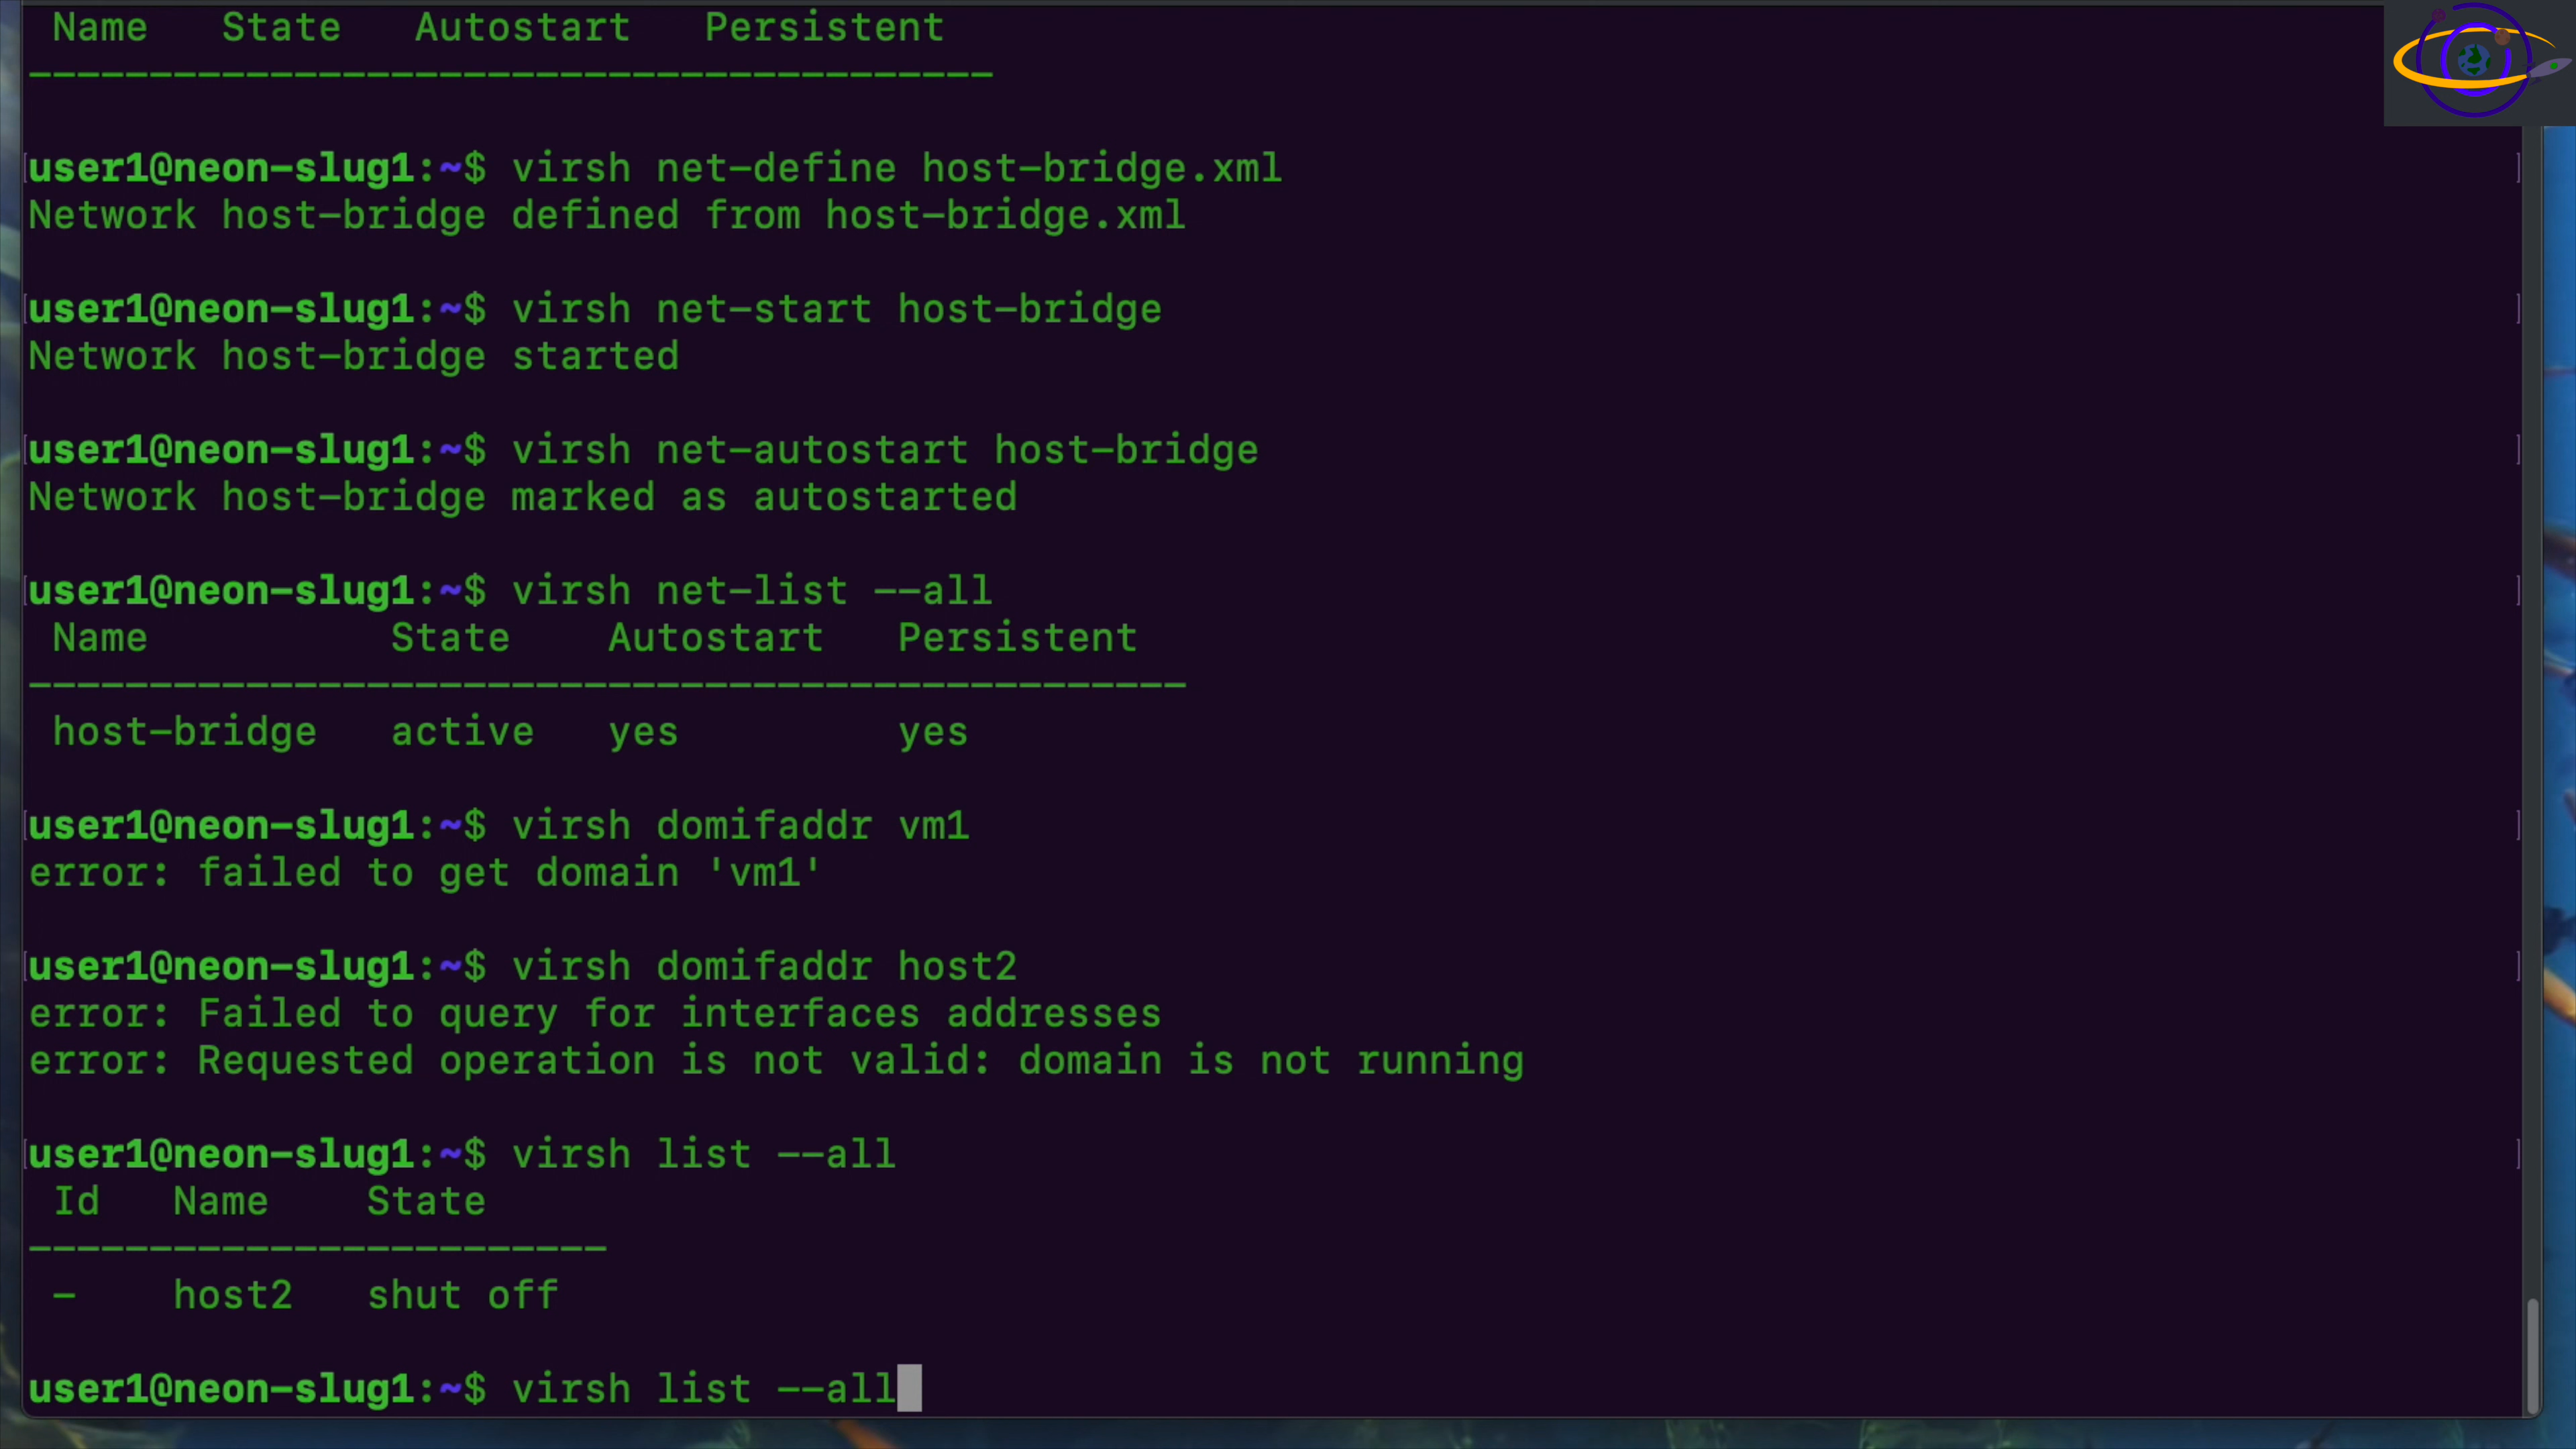 Name   State   Autostart   Persistent
----------------------------------------
user1@neon-slug1:~$ virsh net-define host-bridge.xml
Network host-bridge defined from host-bridge.xml
user1@neon-slug1:~$ virsh net-start host-bridge
Network host-bridge started
user1@neon-slug1:~$ virsh net-autostart host-bridge
Network host-bridge marked as autostarted
user1@neon-slug1:~$ virsh net-list --all
Name          State    Autostart   Persistent
------------------------------------------------
host-bridge   active   yes         yes
user1@neon-slug1:~$ virsh domifaddr vm1
error: failed to get domain 'vm1'
user1@neon-slug1:~$ virsh domifaddr host2
error: Failed to query for interfaces addresses
error: Requested operation is not valid: domain is not running
user1@neon-slug1:~$ virsh list --all
Id   Name    State
------------------------
-    host2   shut off
user1@neon-slug1:~$ virsh list --all